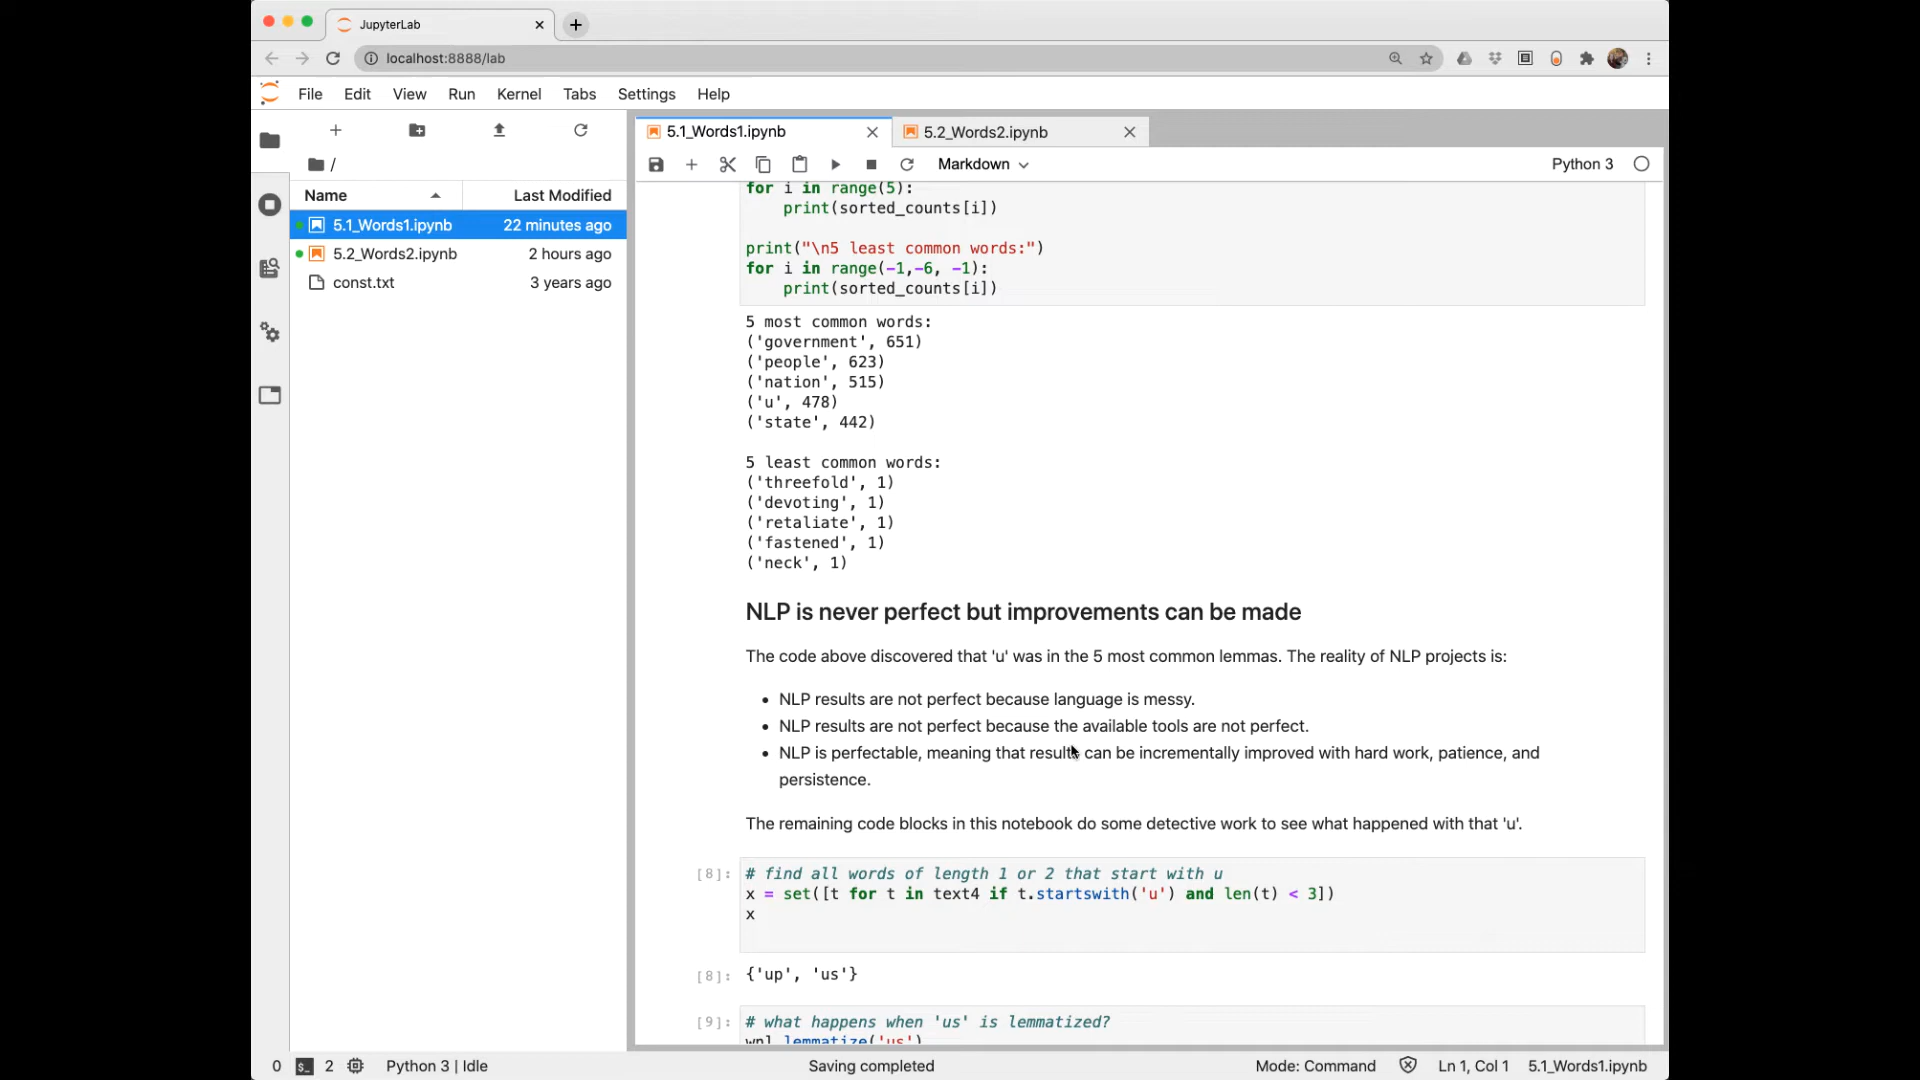 JupyterLab
localhost:8888/lab
File Edit View Run Kernel Tabs Settings Help
5.1_Words1.ipynb
5.2_Words2.ipynb
/
Markdown
Python 3
Name Last Modified
5.1_Words1.ipynb 22 minutes ago
5.2_Words2.ipynb 2 hours ago
const.txt 3 years ago
for i in range(5):
print(sorted_counts[i])
print("\n5 least common words:")
for i in range(-1,-6, -1):
print(sorted_counts[i])
5 most common words:
('government', 651)
('people', 623)
('nation', 515)
('u', 478)
('state', 442)
5 least common words:
('threefold', 1)
('devoting', 1)
('retaliate', 1)
('fastened', 1)
('neck', 1)
NLP is never perfect but improvements can be made
The code above discovered that 'u' was in the 5 most common lemmas. The reality of NLP projects is:
• NLP results are not perfect because language is messy.
• NLP results are not perfect because the available tools are not perfect.
• NLP is perfectable, meaning that results can be incrementally improved with hard work, patience, and
persistence.
The remaining code blocks in this notebook do some detective work to see what happened with that 'u'.
[8]: # find all words of length 1 or 2 that start with u
x = set([t for t in text4 if t.startswith('u') and len(t) < 3])
x
[8]: {'up', 'us'}
[9]: # what happens when 'us' is lemmatized?
wnl.lemmatize('us')
0 2 Python 3 | Idle Saving completed Mode: Command Ln 1, Col 1 5.1_Words1.ipynb